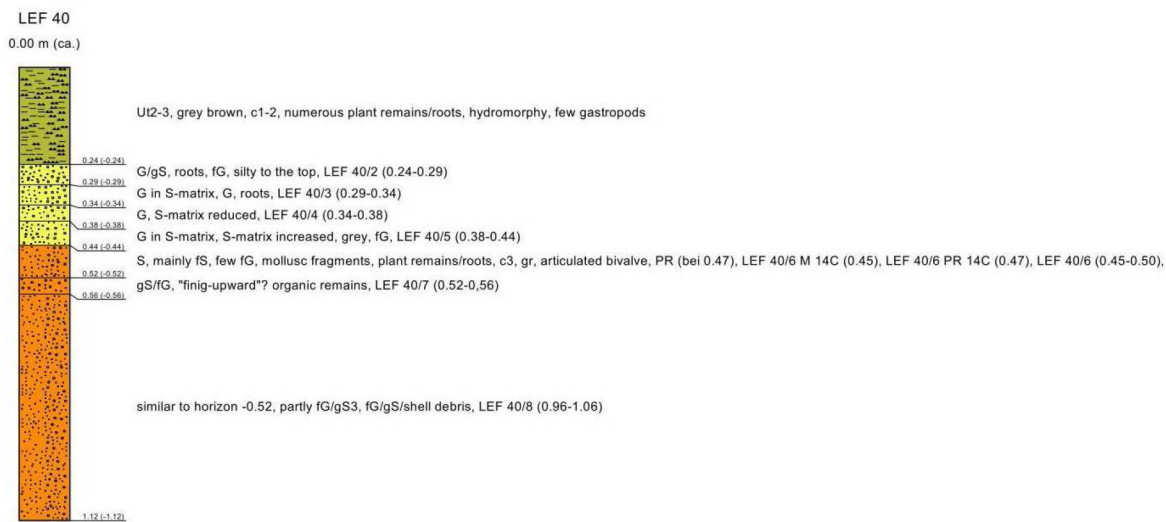 LEF 40
0.00 m (ca.)
Ut2-3, grey brown, c1-2, numerous plant remains/roots, hydromorphy, few gastropods
0.24 (-0.24)
G/gS, roots, fG, silty to the top, LEF 40/2 (0.24-0.29)
0.29 (-0.29)
G in S-matrix, G, roots, LEF 40/3 (0.29-0.34)
0.34 (-0.34)
G, S-matrix reduced, LEF 40/4 (0.34-0.38)
0.38 (-0.38)
G in S-matrix, S-matrix increased, grey, fG, LEF 40/5 (0.38-0.44)
0.44 (-0.44)
S, mainly fS, few fG, mollusc fragments, plant remains/roots, c3, gr, articulated bivalve, PR (bei 0.47), LEF 40/6 M 14C (0.45), LEF 40/6 PR 14C (0.47), LEF 40/6 (0.45-0.50),
0.52 (-0.52)
gS/fG, "finig-upward"? organic remains, LEF 40/7 (0.52-0,56)
0.56 (-0.56)
similar to horizon -0.52, partly fG/gS3, fG/gS/shell debris, LEF 40/8 (0.96-1.06)
1.12 (-1.12)